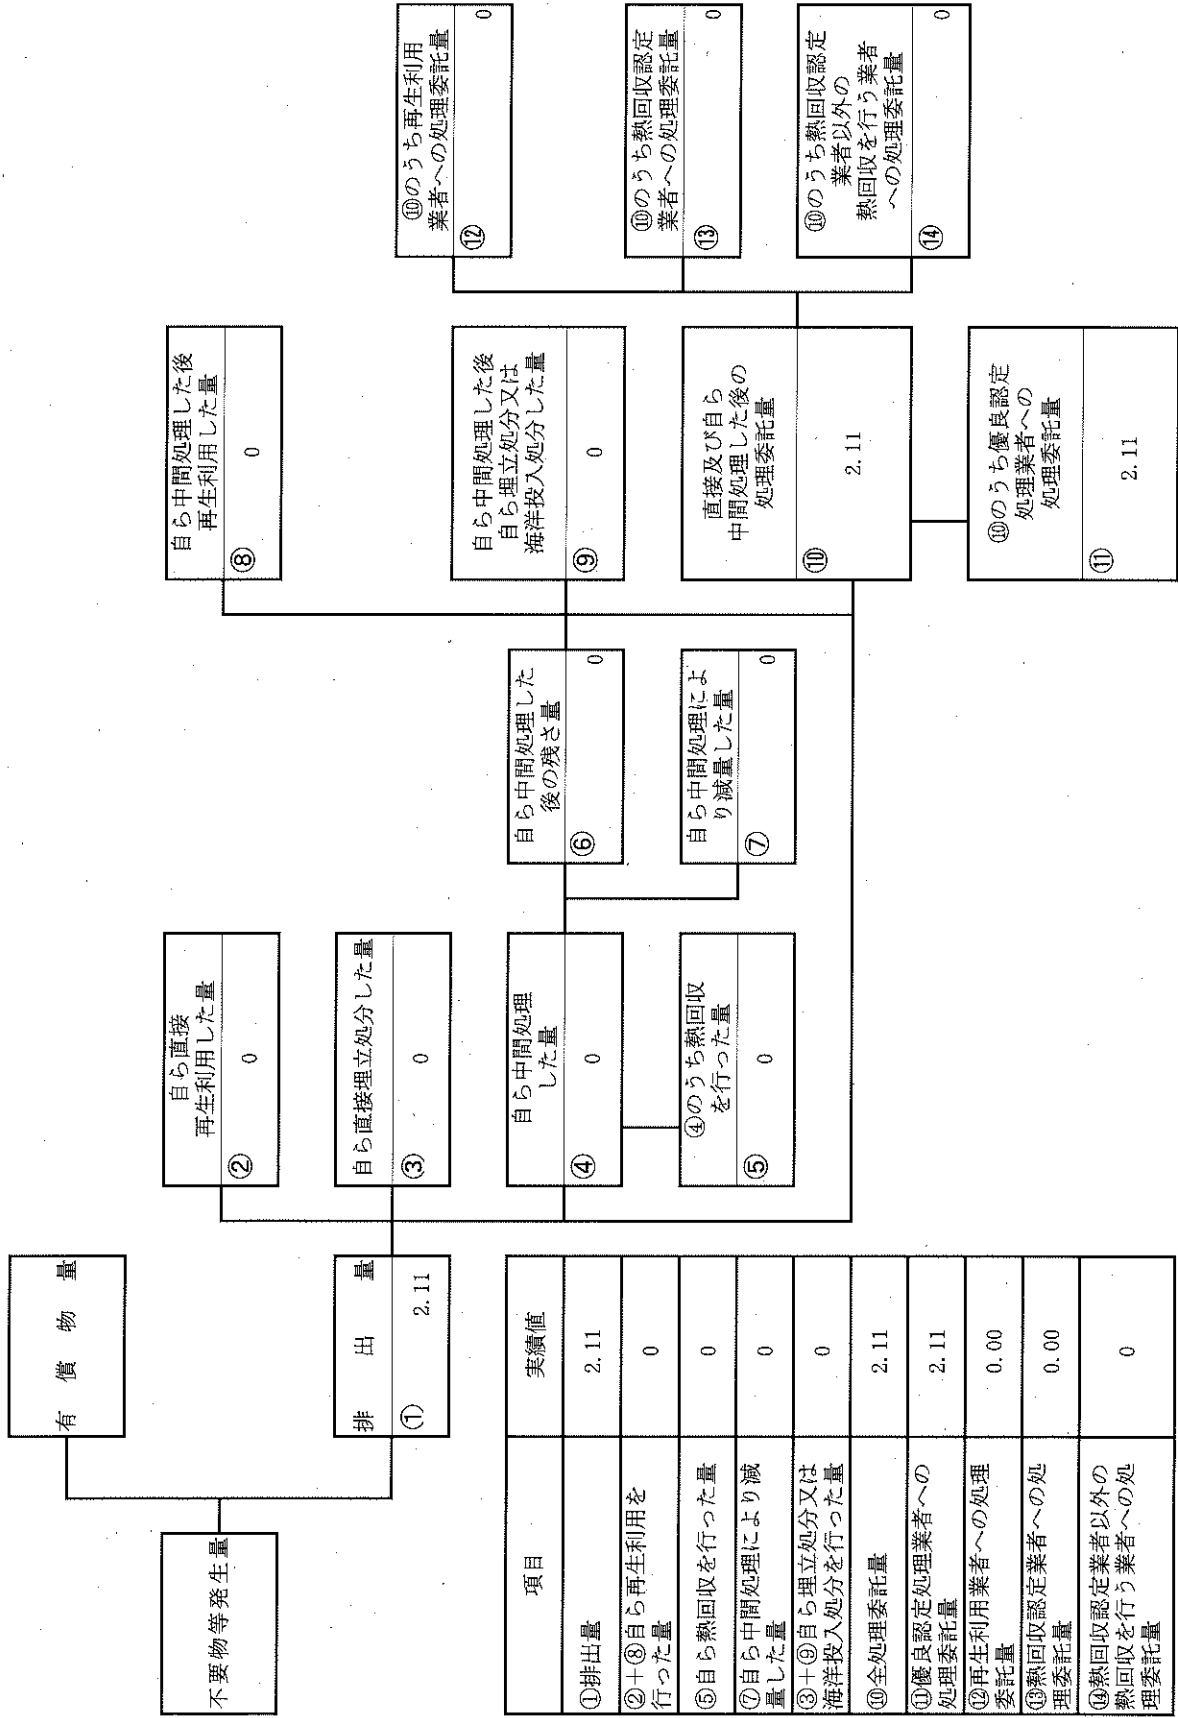 不要物等発生量
有償物量
排出量
①
2.11
自ら直接
再生利用した量
②
0
自ら直接埋立処分した量
③
0
自ら中間処理
した量
④
0
④のうち熱回収
を行った量
⑤
0
自ら中間処理した
後の残さ量
⑥
0
自ら中間処理によ
り減量した量
⑦
0
自ら中間処理した後
再生利用した量
⑧
0
自ら中間処理した後
自ら埋立処分又は
海洋投入処分した量
⑨
0
直接及び自ら
中間処理した後の
処理委託量
⑩
2.11
⑩のうち優良認定
処理業者への
処理委託量
⑪
2.11
⑩のうち再生利用
業者への処理委託量
⑫
0
⑩のうち熱回収認定
業者への処理委託量
⑬
0
⑩のうち熱回収認定
業者以外の
熱回収を行う業者
への処理委託量
⑭
0
項目 実績値
①排出量 2.11
②+⑧自ら再生利用を
行った量 0
⑤自ら熱回収を行った量 0
⑦自ら中間処理により減
量した量 0
③+⑨自ら埋立処分又は
海洋投入処分を行った量 0
⑩全処理委託量 2.11
⑪優良認定処理業者への
処理委託量 2.11
⑫再生利用業者への処理
委託量 0.00
⑬熱回収認定業者への処
理委託量 0.00
⑭熱回収認定業者以外の
熱回収を行う業者への処
理委託量 0